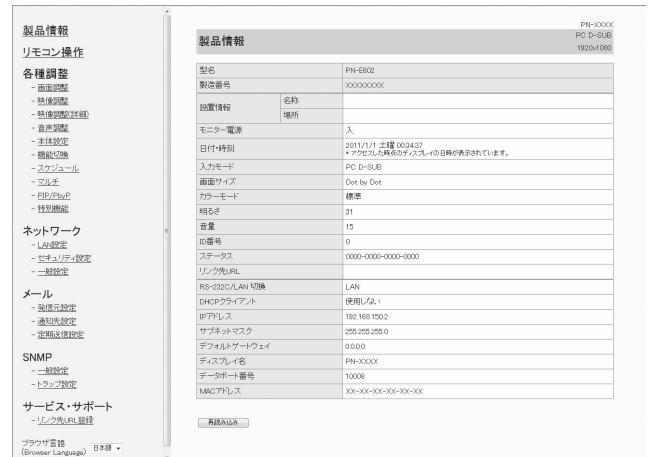 製品情報
リモコン操作
各種調整
- 画面調整
- 映像調整
- 映像調整(詳細)
- 音声調整
- 本体設定
- 機能切換
- スケジュール
- マルチ
- PIP/PbyP
- 特別機能
ネットワーク
- LAN設定
- セキュリティ設定
- 一般設定
メール
- 発信元設定
- 通知先設定
- 定期送信設定
SNMP
- 一般設定
- トラップ設定
サービス・サポート
- リンク先URL登録
ブラウザ言語
(Browser Language) 日本語
PN-XXXX
製品情報 PC D-SUB
1920x1080
型名 PN-E602
製造番号 XXXXXXXX
設置情報 名称
場所
モニター電源 入
日付・時刻 2011/1/1 土曜 00:34:37
* アクセスした時点のディスプレイの日時が表示されています。
入力モード PC D-SUB
画面サイズ Dot by Dot
カラーモード 標準
明るさ 31
音量 15
ID番号 0
ステータス 0000-0000-0000-0000
リンク先URL
RS-232C/LAN 切換 LAN
DHCPクライアント 使用しない
IPアドレス 192.168.150.2
サブネットマスク 255.255.255.0
デフォルトゲートウェイ 0.0.0.0
ディスプレイ名 PN-XXXX
データポート番号 10008
MACアドレス XX-XX-XX-XX-XX-XX
再読み込み